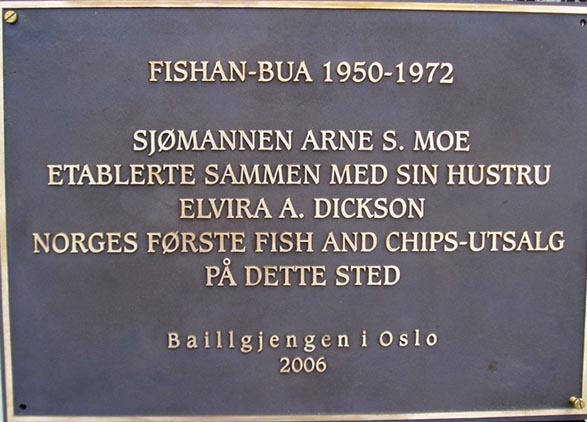 FISHAN-BUA 1950-1972
SJØMANNEN ARNE S. MOE
ETABLERTE SAMMEN MED SIN HUSTRU
ELVIRA A. DICKSON
NORGES FØRSTE FISH AND CHIPS-UTSALG
PÅ DETTE STED
Baillgjengen i Oslo
2006